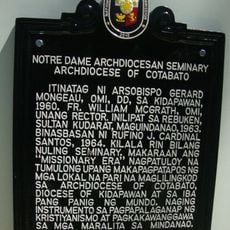 NOTRE DAME ARCHDIOCESAN SEMINARY
ARCHDIOCESE OF COTABATO
ITINATAG NI ARSOBISPO GERARD
MONGEAU, OMI, DD, SA KIDAPAWAN,
1960. FR. WILLIAM MCGRATH, OMI,
UNANG RECTOR. INILIPAT SA REBUKEN,
SULTAN KUDARAT, MAGUINDANAO, 1963.
BINASBASAN NI RUFINO J. CARDINAL
SANTOS, 1964. KILALA RIN BILANG
NULING SEMINARY. MAKARAAN ANG
"MISSIONARY ERA" NAGPATULOY NA
TUMULONG UPANG MAKAPAGPATAPOS NG
MGA LOKAL NA PARI NA MAGLILINGKOD
SA ARCHDIOCESE OF COTABATO,
DIOCESE OF KIDAPAWAN AT SA IBA
PANG PANIG NG MUNDO. NAGING
INSTRUMENTO SA PAGPAPALAGANAP NG
KRISTIYANISMO AT PAGKAKAWANGGAWA
SA MGA MARALITA SA MINDANAO.